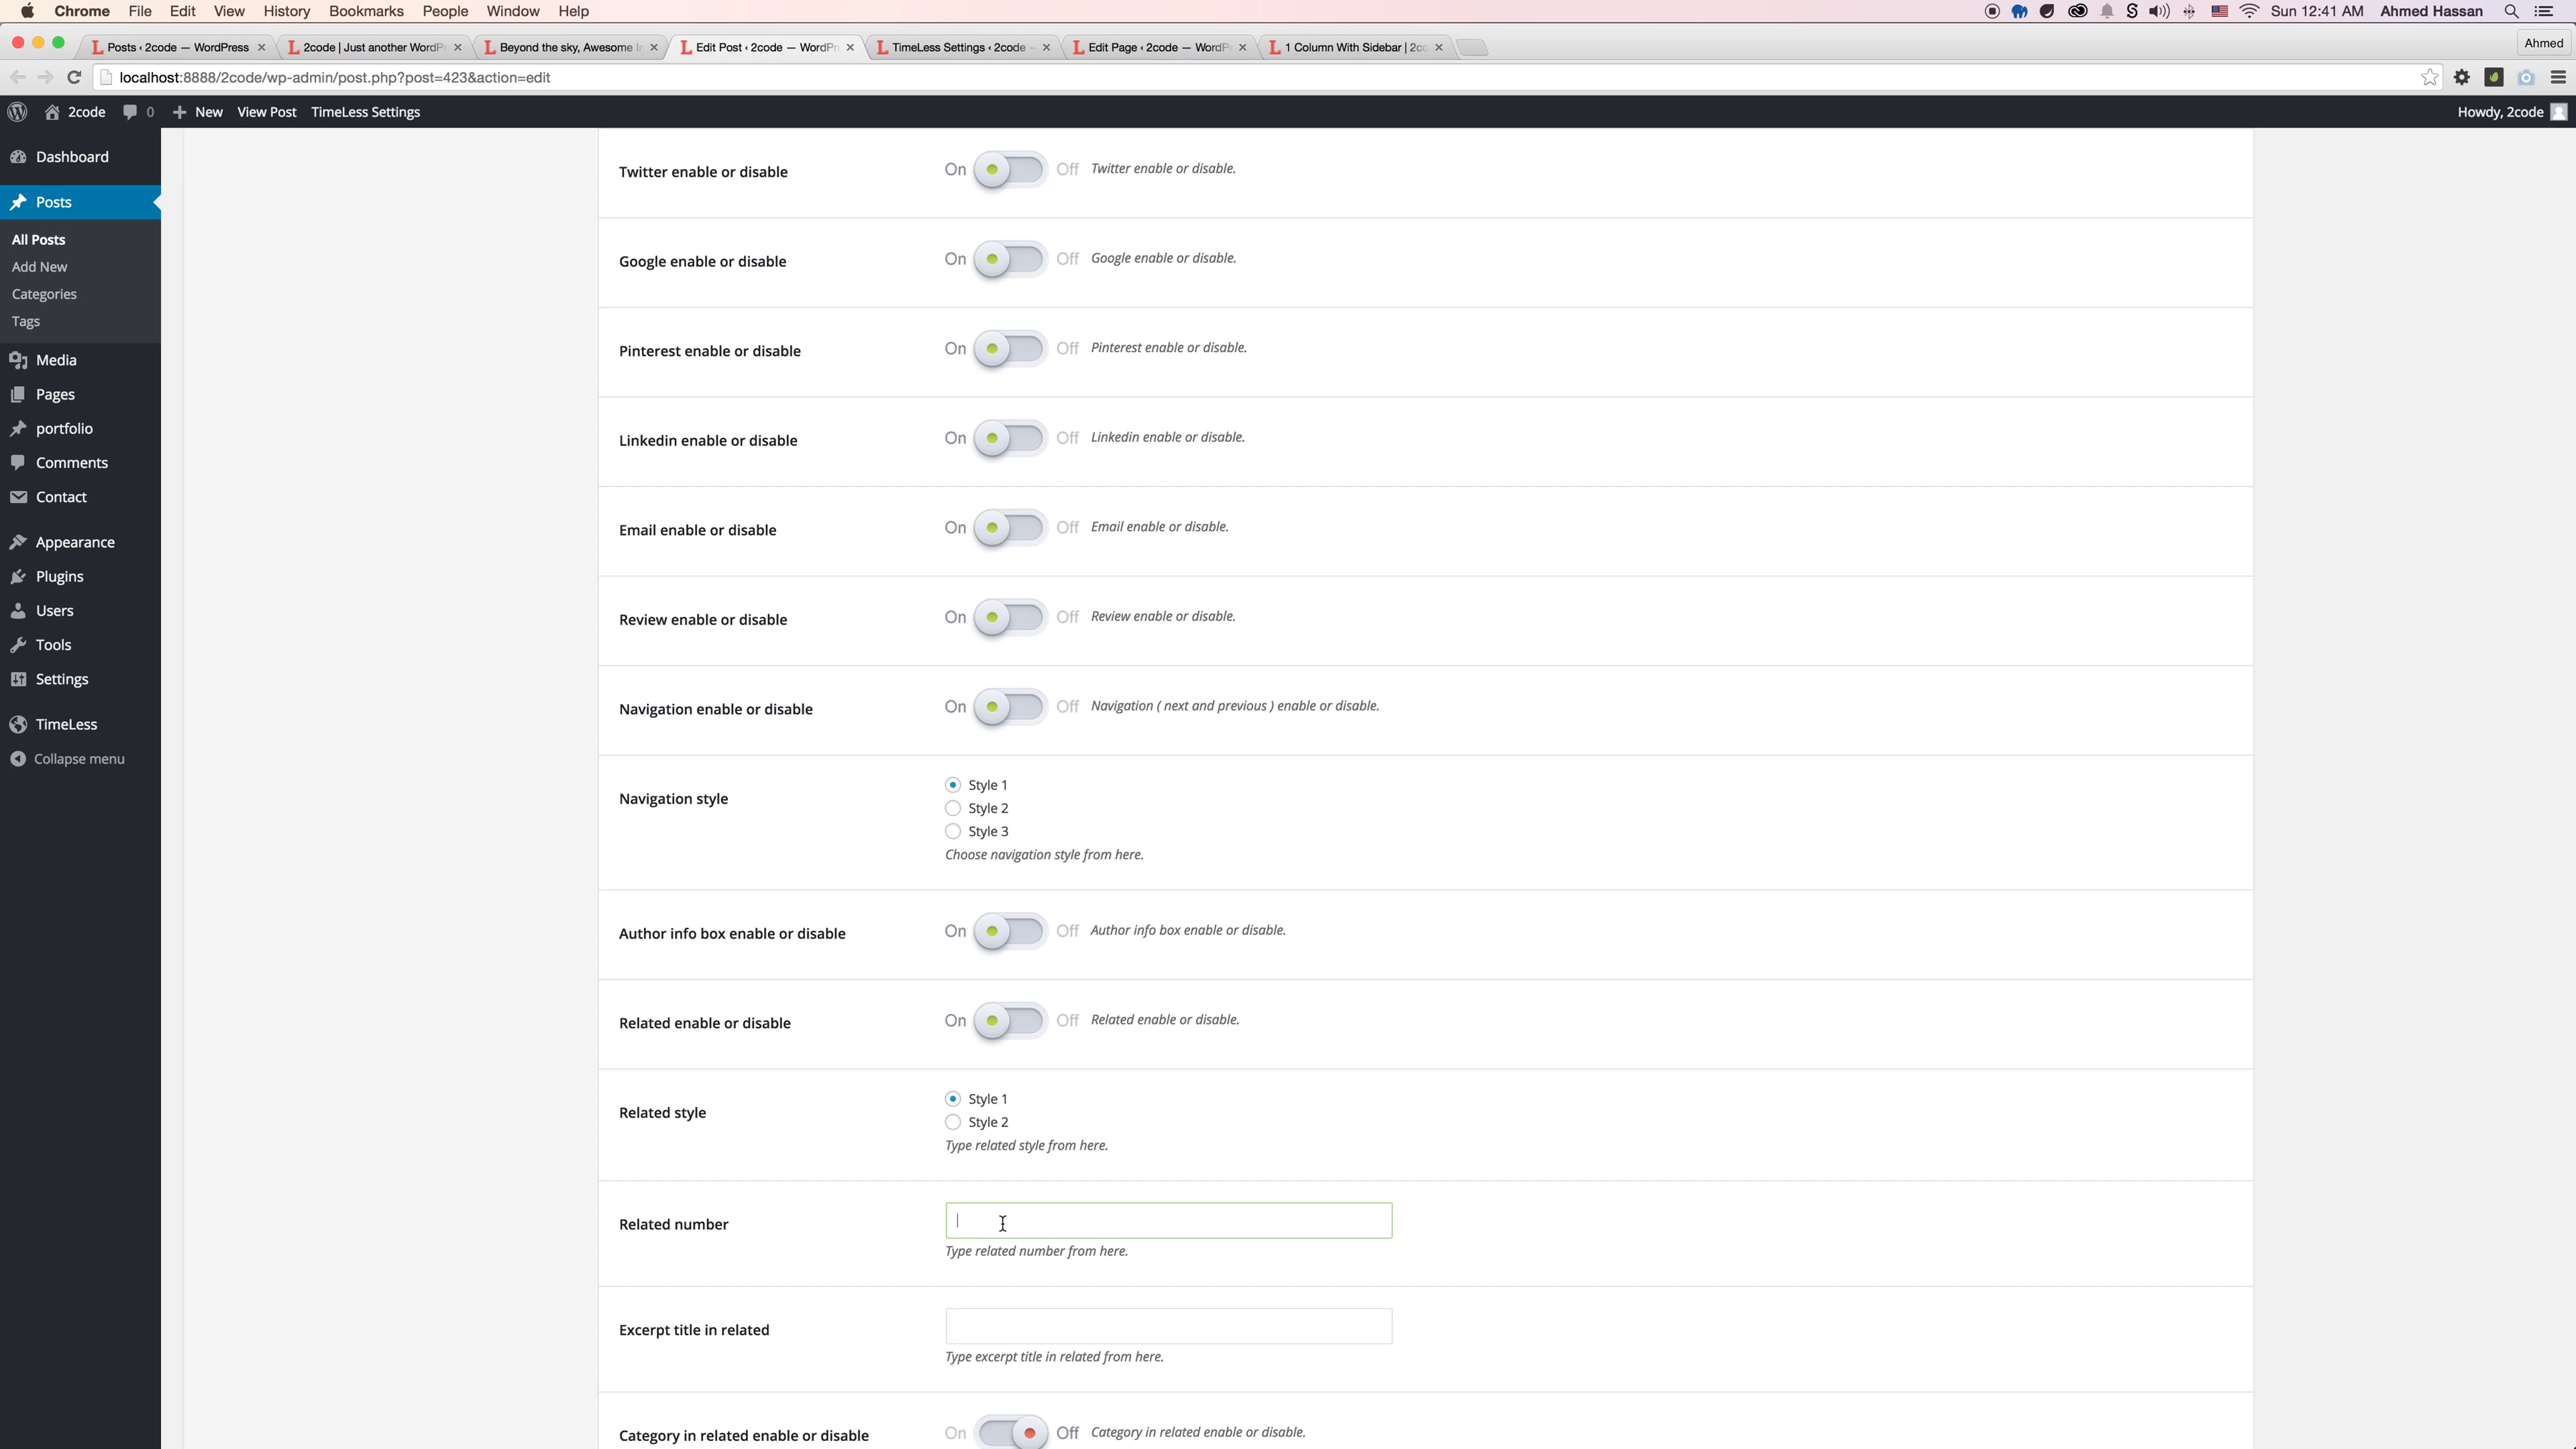 Chrome File Edit View History Bookmarks People Window Help Sun 12:41 AM Ahmed Hassan
Posts ‹ 2code — WordPress
2code | Just another WordPr
Beyond the sky, Awesome I
Edit Post ‹ 2code — WordPr
TimeLess Settings ‹ 2code –
Edit Page ‹ 2code — WordPr
1 Column With Sidebar | 2co
Ahmed
localhost:8888/2code/wp-admin/post.php?post=423&action=edit
2code 0 New View Post TimeLess Settings Howdy, 2code
Dashboard
Posts
All Posts
Add New
Categories
Tags
Media
Pages
portfolio
Comments
Contact
Appearance
Plugins
Users
Tools
Settings
TimeLess
Collapse menu
Twitter enable or disable On Off Twitter enable or disable.
Google enable or disable On Off Google enable or disable.
Pinterest enable or disable On Off Pinterest enable or disable.
Linkedin enable or disable On Off Linkedin enable or disable.
Email enable or disable On Off Email enable or disable.
Review enable or disable On Off Review enable or disable.
Navigation enable or disable On Off Navigation ( next and previous ) enable or disable.
Navigation style
Style 1
Style 2
Style 3
Choose navigation style from here.
Author info box enable or disable On Off Author info box enable or disable.
Related enable or disable On Off Related enable or disable.
Related style
Style 1
Style 2
Type related style from here.
Related number
Type related number from here.
Excerpt title in related
Type excerpt title in related from here.
Category in related enable or disable On Off Category in related enable or disable.